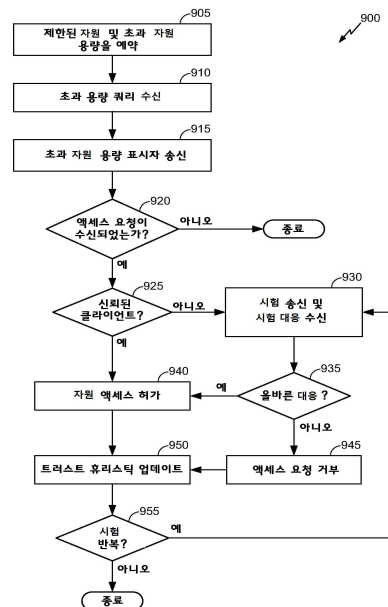 905
제한된 자원 및 초과 자원
용량을 예약
900
910
초과 용량 쿼리 수신
915
초과 자원 용량 표시자 송신
920
액세스 요청이
수신되었는가?
아니오
종료
예
925
신뢰된
클라이언트?
아니오
930
시험 송신 및
시험 대응 수신
예
935
올바른 대응 ?
940
자원 액세스 허가
예
아니오
945
액세스 요청 거부
950
트러스트 휴리스틱 업데이트
955
시험
반복?
예
아니오
종료